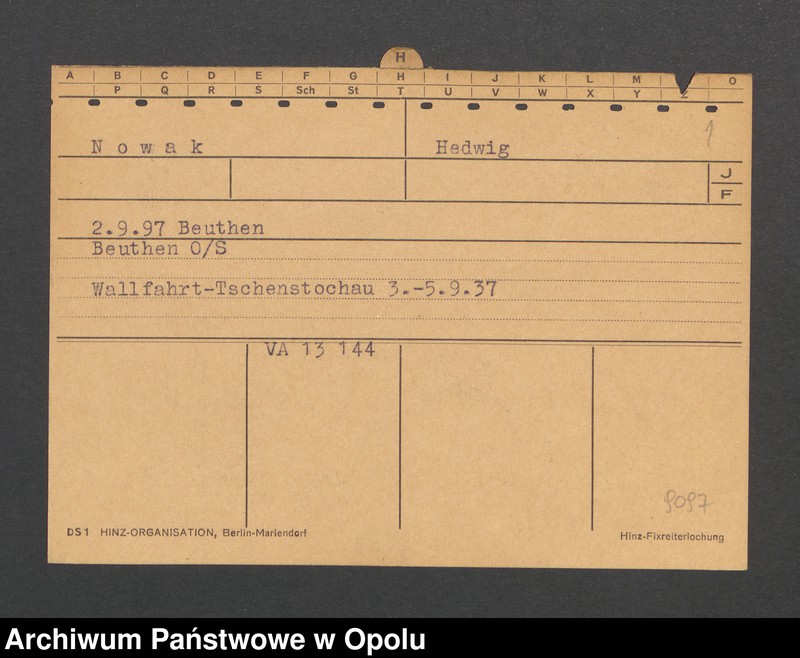 H
A B C D E F G H I J K L M O
P Q R S Sch St T U V W X Y Z
1
N o w a k Hedwig
J
F
2.9.97 Beuthen
Beuthen O/S
Wallfahrt-Tschenstochau 3.-5.9.37
VA 13 144
9097
DS1 HINZ-ORGANISATION, Berlin-Mariendorf Hinz-Fixreiterlochung
Archiwum Państwowe w Opolu